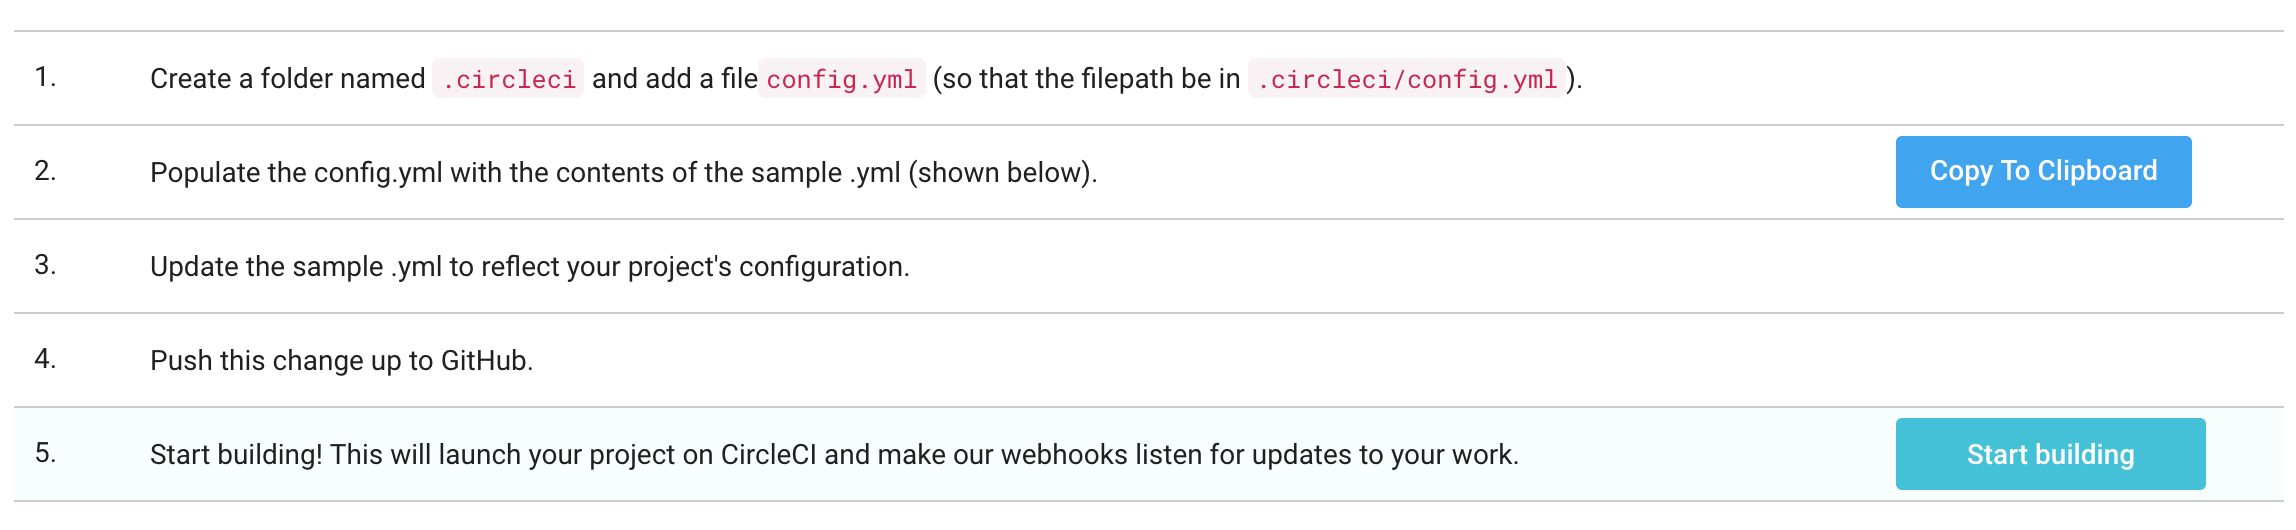 1. Create a folder named .circleci and add a file config.yml (so that the filepath be in .circleci/config.yml).
2. Populate the config.yml with the contents of the sample .yml (shown below). Copy To Clipboard
3. Update the sample .yml to reflect your project's configuration.
4. Push this change up to GitHub.
5. Start building! This will launch your project on CircleCI and make our webhooks listen for updates to your work. Start building